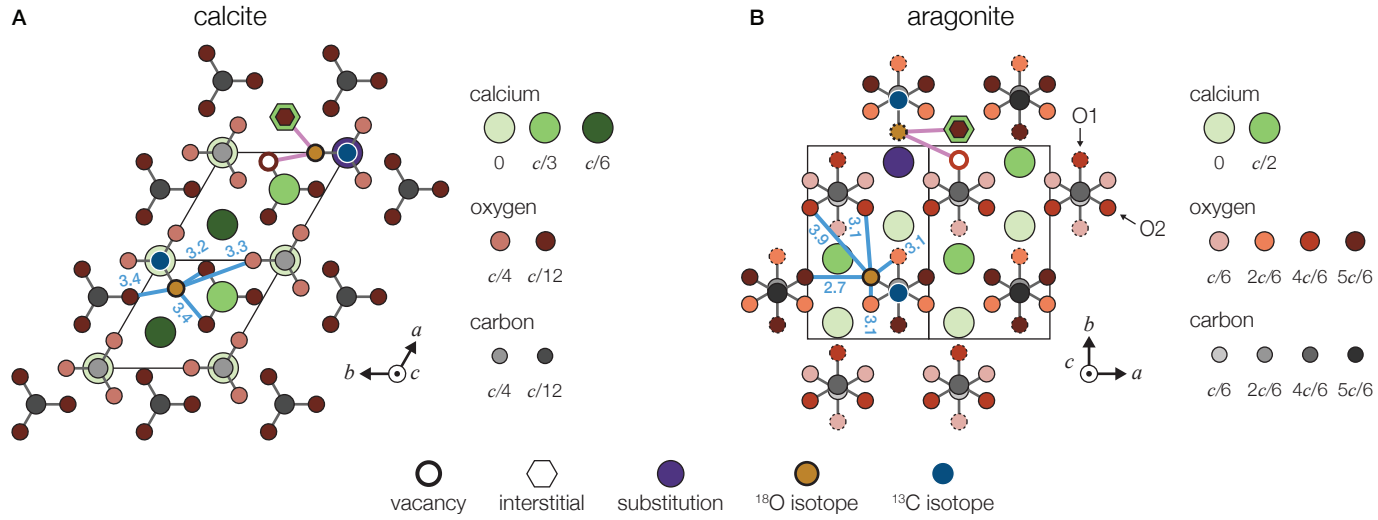 A calcite
calcium
0 c/3 c/6
oxygen
c/4 c/12
carbon
c/4 c/12
3.2
3.3
3.4
3.4
a
b
c
B aragonite
O1
O2
3.9
3.1
3.1
2.7
3.1
b
c
a
calcium
0 c/2
oxygen
c/6 2c/6 4c/6 5c/6
carbon
c/6 2c/6 4c/6 5c/6
vacancy interstitial substitution ¹⁸O isotope ¹³C isotope